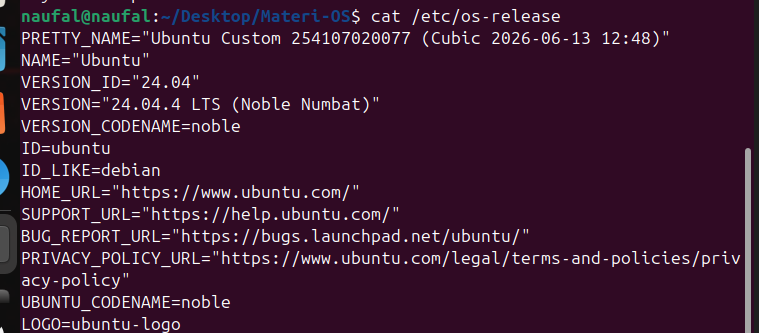 naufal@naufal:~/Desktop/Materi-OS$ cat /etc/os-release
PRETTY_NAME="Ubuntu Custom 254107020077 (Cubic 2026-06-13 12:48)"
NAME="Ubuntu"
VERSION_ID="24.04"
VERSION="24.04.4 LTS (Noble Numbat)"
VERSION_CODENAME=noble
ID=ubuntu
ID_LIKE=debian
HOME_URL="https://www.ubuntu.com/"
SUPPORT_URL="https://help.ubuntu.com/"
BUG_REPORT_URL="https://bugs.launchpad.net/ubuntu/"
PRIVACY_POLICY_URL="https://www.ubuntu.com/legal/terms-and-policies/priv
acy-policy"
UBUNTU_CODENAME=noble
LOGO=ubuntu-logo